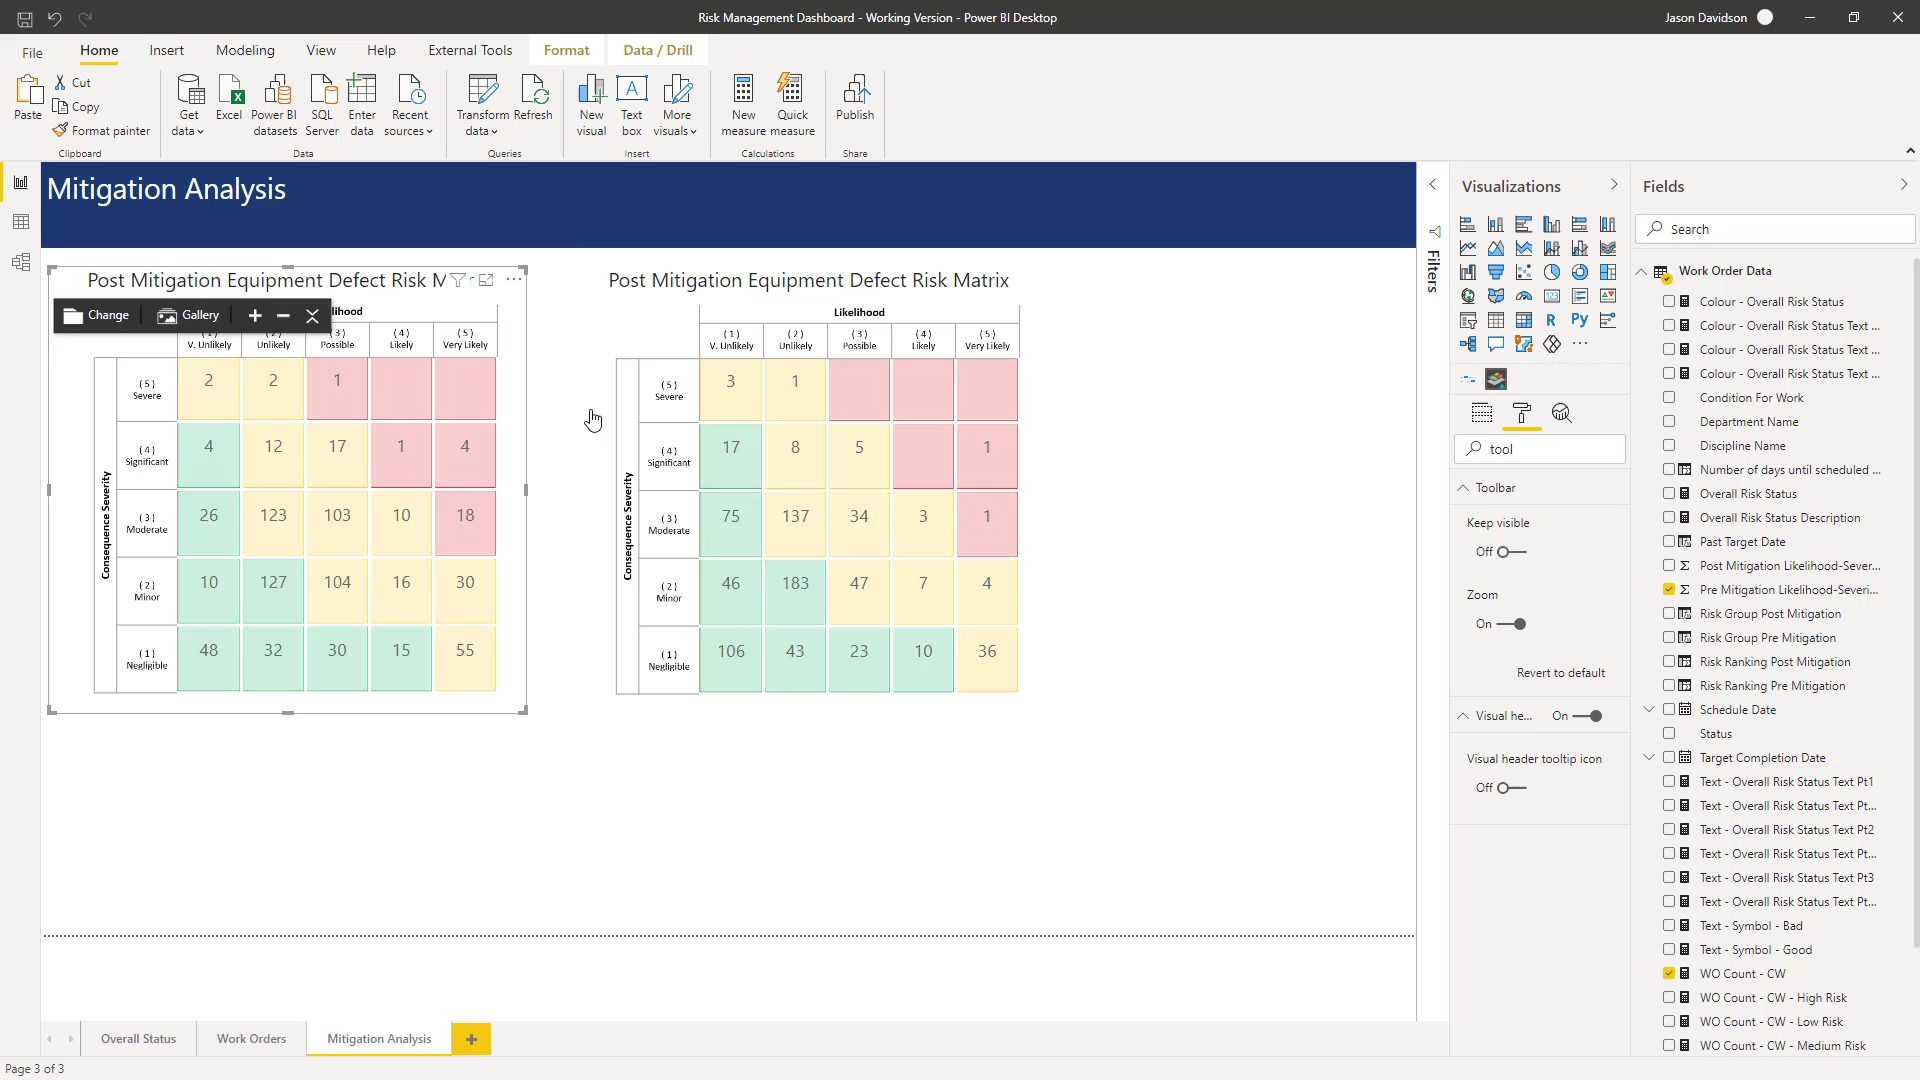 Risk Management Dashboard - Working Version - Power BI Desktop
Jason Davidson
File
Home
Insert
Modeling
View
Help
External Tools
Format
Data / Drill
Paste
Cut
Copy
Format painter
Clipboard
Get
data
Excel
Power BI
datasets
SQL
Server
Enter
data
Recent
sources
Data
Transform
data
Refresh
Queries
New
visual
Text
box
More
visuals
Insert
New
measure
Quick
measure
Calculations
Publish
Share
Mitigation Analysis
Post Mitigation Equipment Defect Risk M
Change
Gallery
lihood
( 1 )
V. Unlikely
( 2 )
Unlikely
( 3 )
Possible
( 4 )
Likely
( 5 )
Very Likely
Consequence Severity
( 5 )
Severe
2 2 1
( 4 )
Significant
4 12 17 1 4
( 3 )
Moderate
26 123 103 10 18
( 2 )
Minor
10 127 104 16 30
( 1 )
Negligible
48 32 30 15 55
Post Mitigation Equipment Defect Risk Matrix
Likelihood
( 1 )
V. Unlikely
( 2 )
Unlikely
( 3 )
Possible
( 4 )
Likely
( 5 )
Very Likely
Consequence Severity
( 5 )
Severe
3 1
( 4 )
Significant
17 8 5 1
( 3 )
Moderate
75 137 34 3 1
( 2 )
Minor
46 183 47 7 4
( 1 )
Negligible
106 43 23 10 36
Filters
Visualizations
R
Py
tool
Toolbar
Keep visible
Off
Zoom
On
Revert to default
Visual he... On
Visual header tooltip icon
Off
Fields
Search
Work Order Data
Colour - Overall Risk Status
Colour - Overall Risk Status Text ...
Colour - Overall Risk Status Text ...
Colour - Overall Risk Status Text ...
Condition For Work
Department Name
Discipline Name
Number of days until scheduled ...
Overall Risk Status
Overall Risk Status Description
Past Target Date
Post Mitigation Likelihood-Sever...
Pre Mitigation Likelihood-Severi...
Risk Group Post Mitigation
Risk Group Pre Mitigation
Risk Ranking Post Mitigation
Risk Ranking Pre Mitigation
Schedule Date
Status
Target Completion Date
Text - Overall Risk Status Text Pt1
Text - Overall Risk Status Text Pt...
Text - Overall Risk Status Text Pt2
Text - Overall Risk Status Text Pt...
Text - Overall Risk Status Text Pt3
Text - Overall Risk Status Text Pt...
Text - Symbol - Bad
Text - Symbol - Good
WO Count - CW
WO Count - CW - High Risk
WO Count - CW - Low Risk
WO Count - CW - Medium Risk
Overall Status
Work Orders
Mitigation Analysis
Page 3 of 3